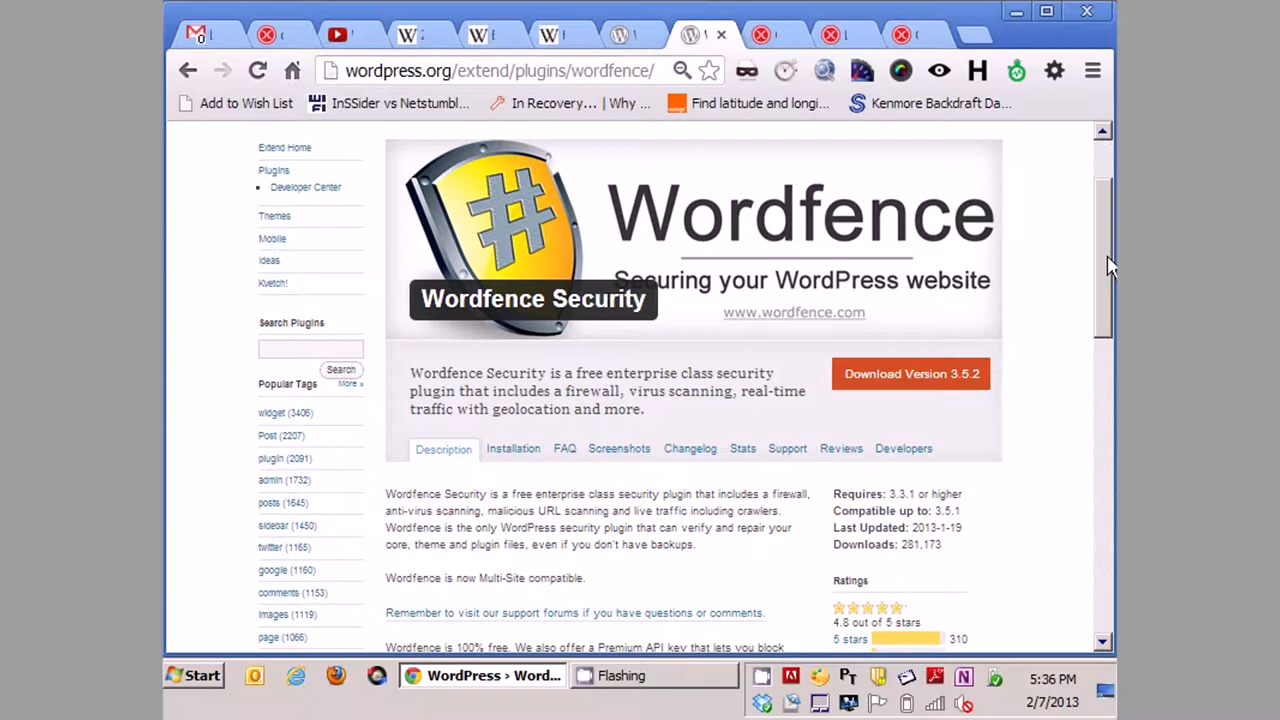 0
wordpress.org/extend/plugins/wordfence/
Add to Wish List
InSSider vs Netstumbl...
In Recovery... | Why ...
Find latitude and longi...
Kenmore Backdraft Da...
Extend Home
Plugins
Developer Center
Themes
Mobile
Ideas
Kvetch!
Search Plugins
Search
Popular Tags
More »
widget (3406)
Post (2207)
plugin (2091)
admin (1732)
posts (1645)
sidebar (1450)
twitter (1165)
google (1160)
comments (1153)
images (1119)
page (1066)
#
Wordfence
Securing your WordPress website
www.wordfence.com
Wordfence Security
Wordfence Security is a free enterprise class security
plugin that includes a firewall, virus scanning, real-time
traffic with geolocation and more.
Download Version 3.5.2
Description Installation FAQ Screenshots Changelog Stats Support Reviews Developers
Wordfence Security is a free enterprise class security plugin that includes a firewall,
anti-virus scanning, malicious URL scanning and live traffic including crawlers.
Wordfence is the only WordPress security plugin that can verify and repair your
core, theme and plugin files, even if you don't have backups.
Wordfence is now Multi-Site compatible.
Remember to visit our support forums if you have questions or comments.
Wordfence is 100% free. We also offer a Premium API key that lets you block
Requires: 3.3.1 or higher
Compatible up to: 3.5.1
Last Updated: 2013-1-19
Downloads: 281,173
Ratings
4.8 out of 5 stars
5 stars 310
Start
WordPress › Word...
Flashing
5:36 PM
2/7/2013